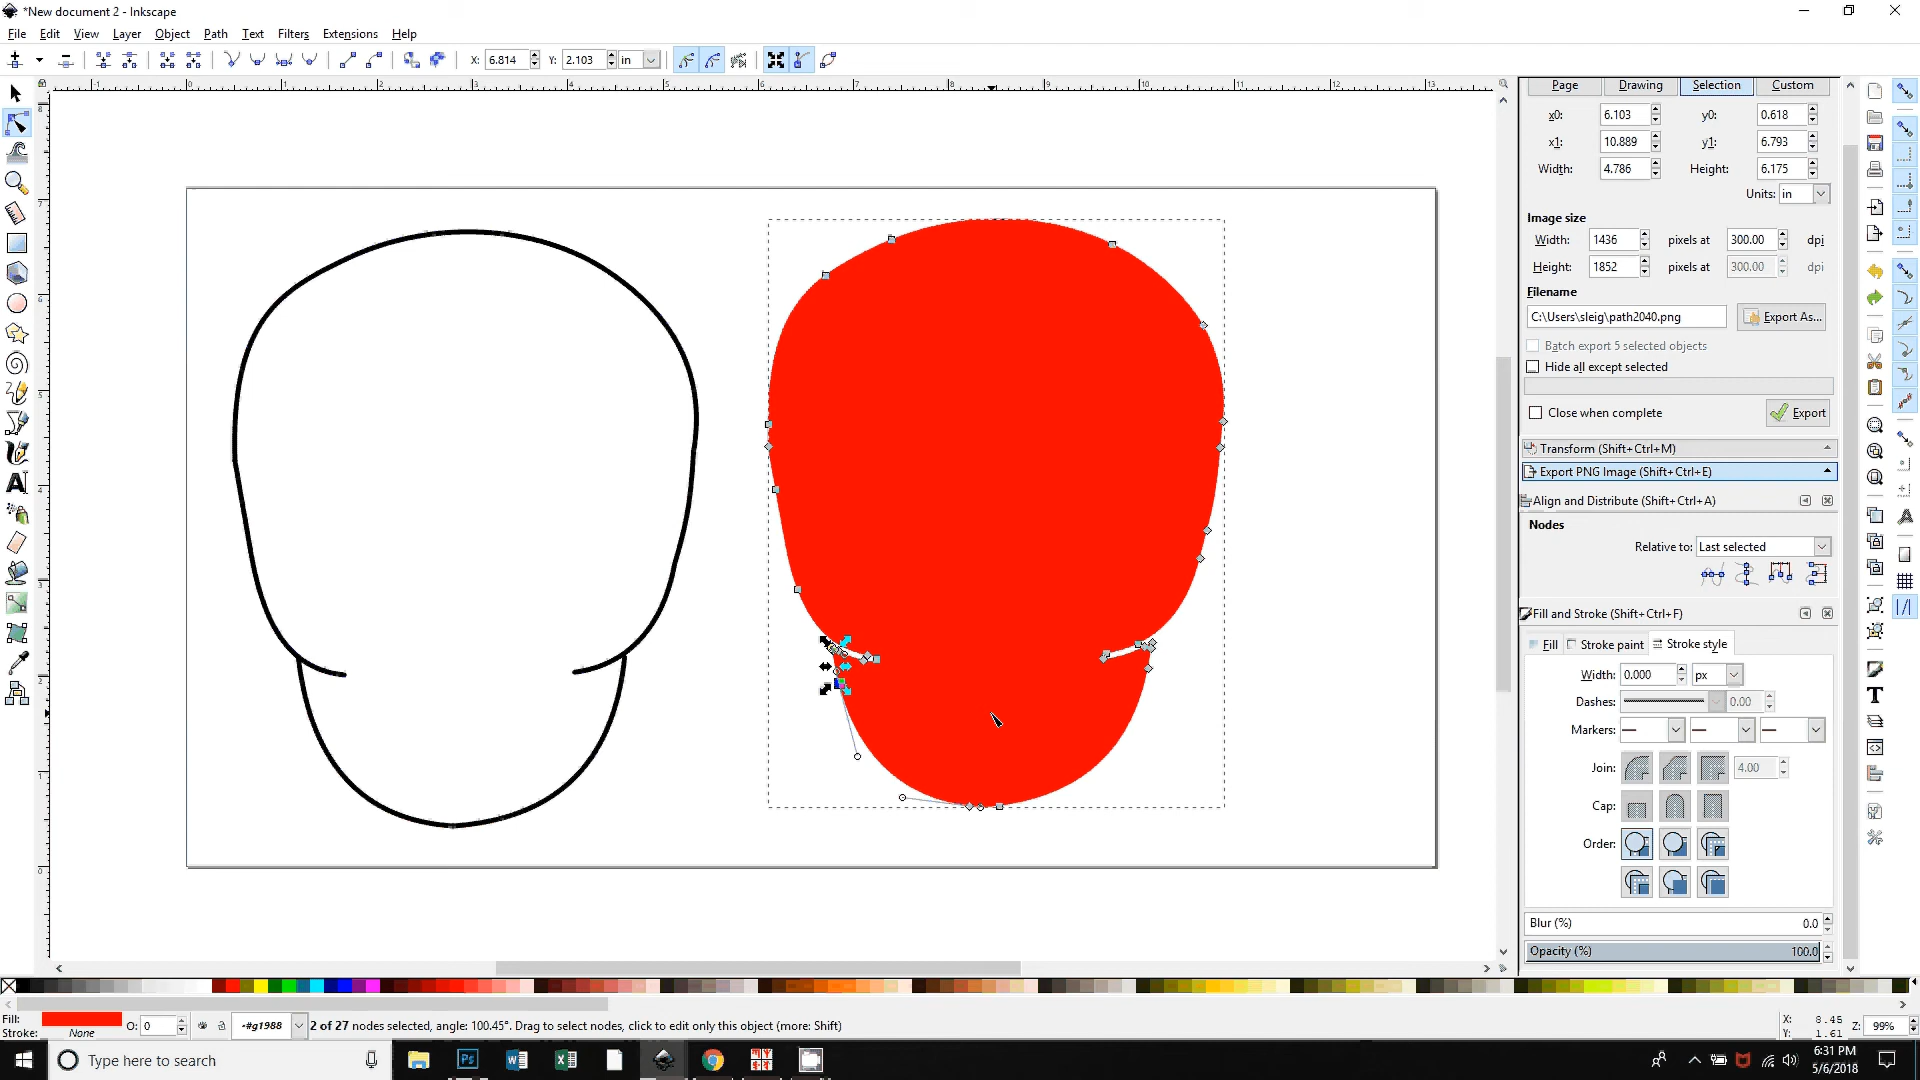 *New document 2 - Inkscape
File Edit View Layer Object Path Text Filters Extensions Help
X: 6.814 Y: 2.103 in
Page Drawing Selection Custom
x0: 6.103 y0: 0.618
x1: 10.889 y1: 6.793
Width: 4.786 Height: 6.175
Units: in
Image size
Width: 1436 pixels at 300.00 dpi
Height: 1852 pixels at 300.00 dpi
Filename
C:\Users\sleig\path2040.png Export As...
Batch export 5 selected objects
Hide all except selected
Close when complete Export
Transform (Shift+Ctrl+M)
Export PNG Image (Shift+Ctrl+E)
Align and Distribute (Shift+Ctrl+A)
Nodes
Relative to: Last selected
Fill and Stroke (Shift+Ctrl+F)
Fill Stroke paint Stroke style
Width: 0.000 px
Dashes: 0.00
Markers:
Join: 4.00
Cap:
Order:
Blur (%) 0.0
Opacity (%) 100.0
Fill:
Stroke: None
O: 0 -#g1988 2 of 27 nodes selected, angle: 100.45°. Drag to select nodes, click to edit only this object (more: Shift)
X: 8.45
Y: 1.61
Z: 99%
Type here to search
6:31 PM
5/6/2018